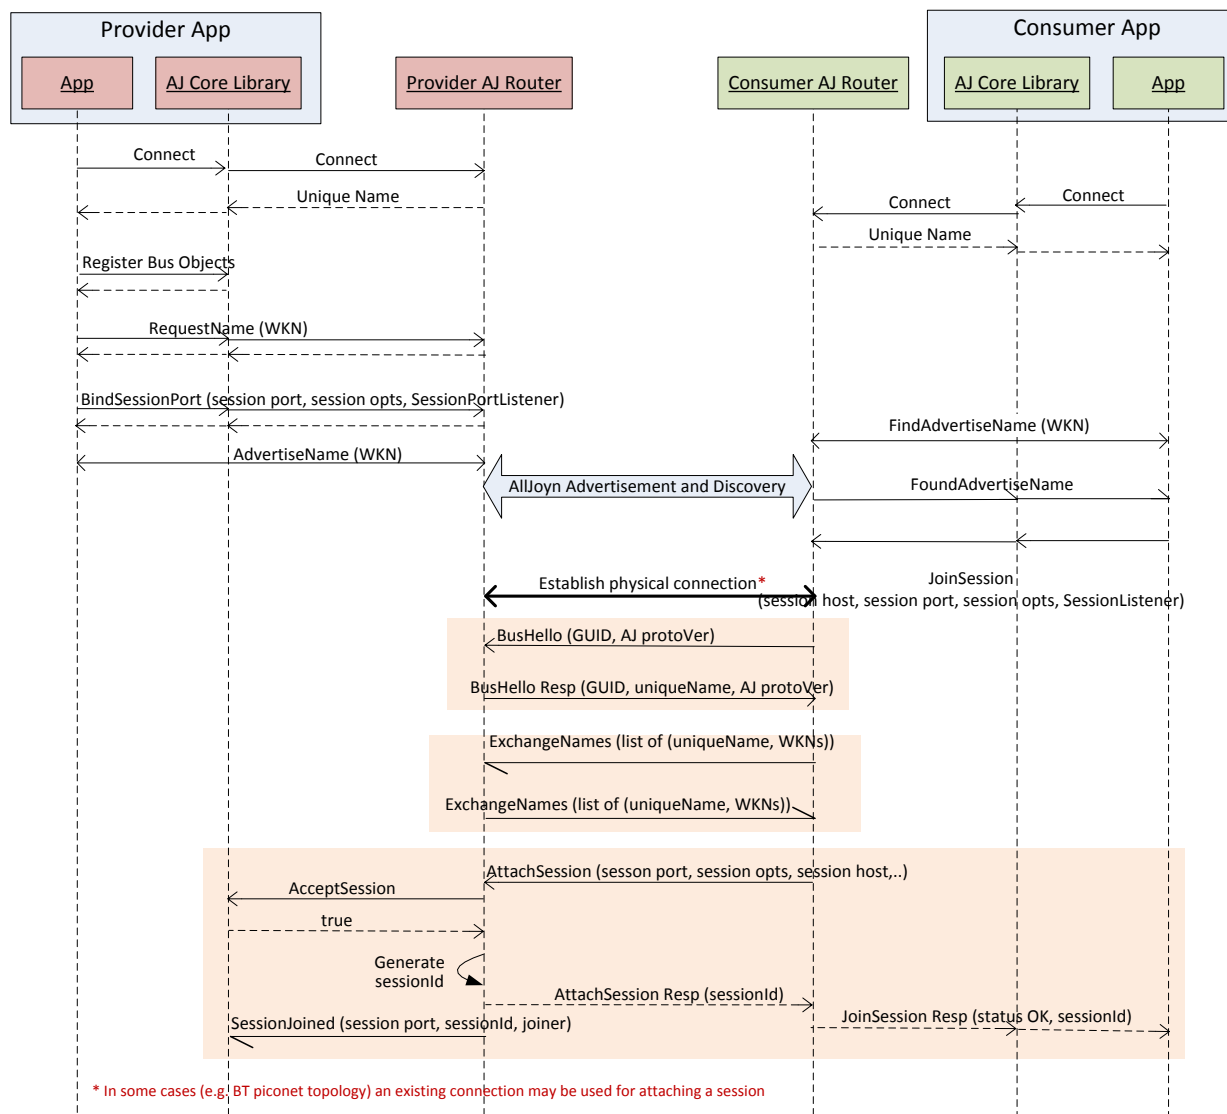 Provider App
Consumer App
App
AJ Core Library
Provider AJ Router
Consumer AJ Router
AJ Core Library
App
Connect
Connect
Unique Name
Connect
Connect
Unique Name
Register Bus Objects
RequestName (WKN)
BindSessionPort (session port, session opts, SessionPortListener)
FindAdvertiseName (WKN)
AdvertiseName (WKN)
AllJoyn Advertisement and Discovery
FoundAdvertiseName
Establish physical connection*
JoinSession
(session host, session port, session opts, SessionListener)
BusHello (GUID, AJ protoVer)
BusHello Resp (GUID, uniqueName, AJ protoVer)
ExchangeNames (list of (uniqueName, WKNs))
ExchangeNames (list of (uniqueName, WKNs))
AttachSession (sesson port, session opts, session host,..)
AcceptSession
true
Generate
sessionId
AttachSession Resp (sessionId)
SessionJoined (session port, sessionId, joiner)
JoinSession Resp (status OK, sessionId)
* In some cases (e.g. BT piconet topology) an existing connection may be used for attaching a session